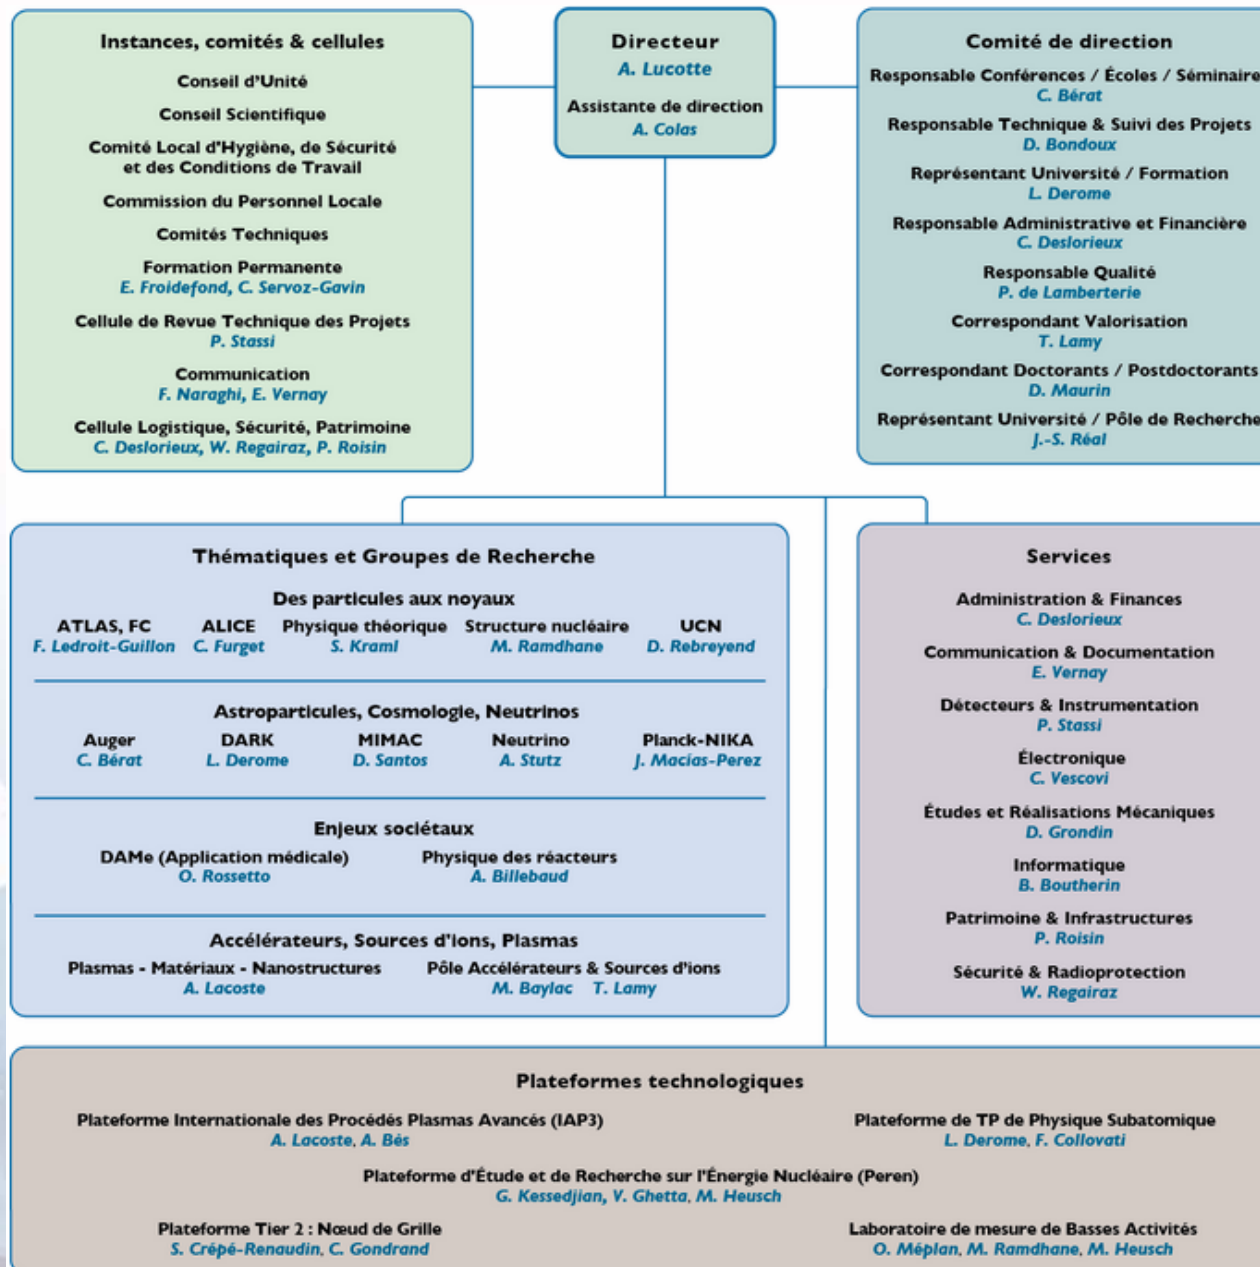 Instances, comités & cellules
Conseil d'Unité
Conseil Scientifique
Comité Local d'Hygiène, de Sécurité
et des Conditions de Travail
Commission du Personnel Locale
Comités Techniques
Formation Permanente
E. Froidefond, C. Servoz-Gavin
Cellule de Revue Technique des Projets
P. Stassi
Communication
F. Naraghi, E. Vernay
Cellule Logistique, Sécurité, Patrimoine
C. Deslorieux, W. Regairaz, P. Roisin
Directeur
A. Lucotte
Assistante de direction
A. Colas
Comité de direction
Responsable Conférences / Écoles / Séminaire
C. Bérat
Responsable Technique & Suivi des Projets
D. Bondoux
Représentant Université / Formation
L. Derome
Responsable Administrative et Financière
C. Deslorieux
Responsable Qualité
P. de Lamberterie
Correspondant Valorisation
T. Lamy
Correspondant Doctorants / Postdoctorants
D. Maurin
Représentant Université / Pôle de Recherche
J.-S. Réal
Thématiques et Groupes de Recherche
Des particules aux noyaux
ATLAS, FC ALICE Physique théorique Structure nucléaire UCN
F. Ledroit-Guillon C. Furget S. Kraml M. Ramdhane D. Rebreyend
Astroparticules, Cosmologie, Neutrinos
Auger DARK MIMAC Neutrino Planck-NIKA
C. Bérat L. Derome D. Santos A. Stutz J. Macías-Perez
Enjeux sociétaux
DAMe (Application médicale) Physique des réacteurs
O. Rossetto A. Billebaud
Accélérateurs, Sources d'ions, Plasmas
Plasmas - Matériaux - Nanostructures Pôle Accélérateurs & Sources d'ions
A. Lacoste M. Baylac T. Lamy
Services
Administration & Finances
C. Deslorieux
Communication & Documentation
E. Vernay
Détecteurs & Instrumentation
P. Stassi
Électronique
C. Vescovi
Études et Réalisations Mécaniques
D. Grondin
Informatique
B. Boutherin
Patrimoine & Infrastructures
P. Roisin
Sécurité & Radioprotection
W. Regairaz
Plateformes technologiques
Plateforme Internationale des Procédés Plasmas Avancés (IAP3) Plateforme de TP de Physique Subatomique
A. Lacoste, A. Bés L. Derome, F. Collovati
Plateforme d'Étude et de Recherche sur l'Énergie Nucléaire (Peren)
G. Kessedjian, V. Ghetta, M. Heusch
Plateforme Tier 2 : Nœud de Grille Laboratoire de mesure de Basses Activités
S. Crépé-Renaudin, C. Gondrand O. Méplan, M. Ramdhane, M. Heusch